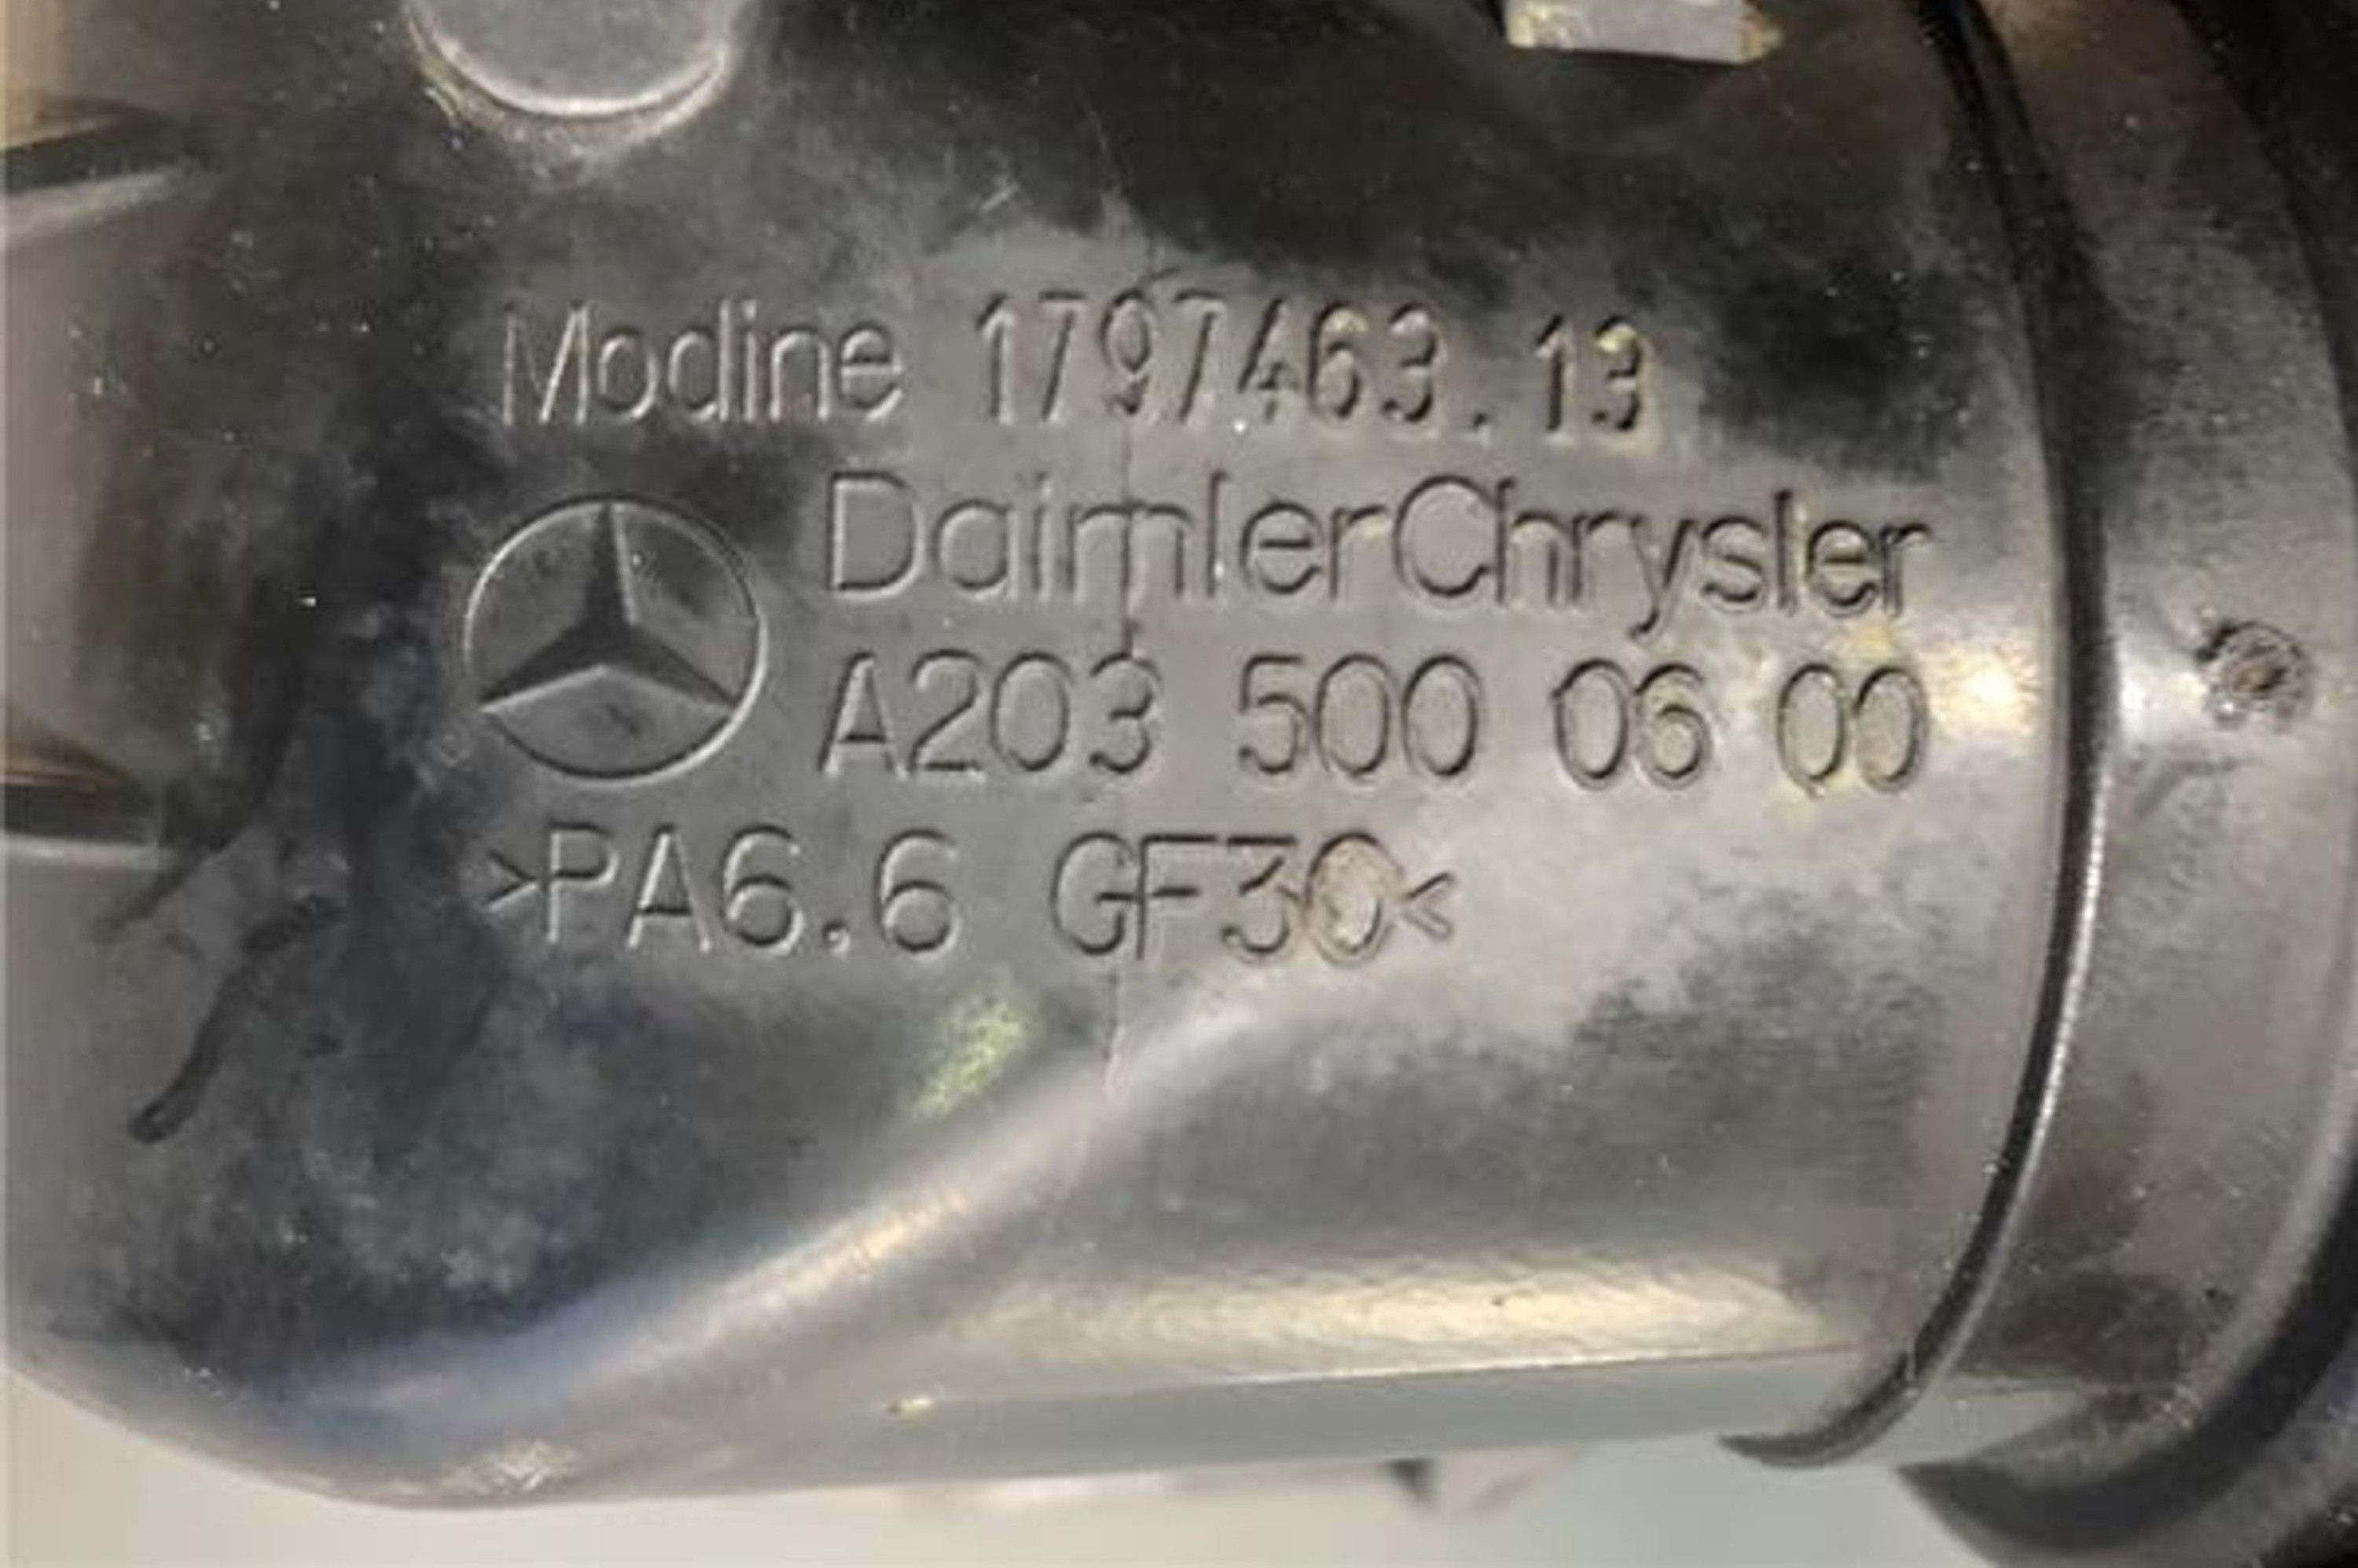 Modine 1797463.13
DaimlerChrysler
A203 500 06 00
>PA6.6 GF30<